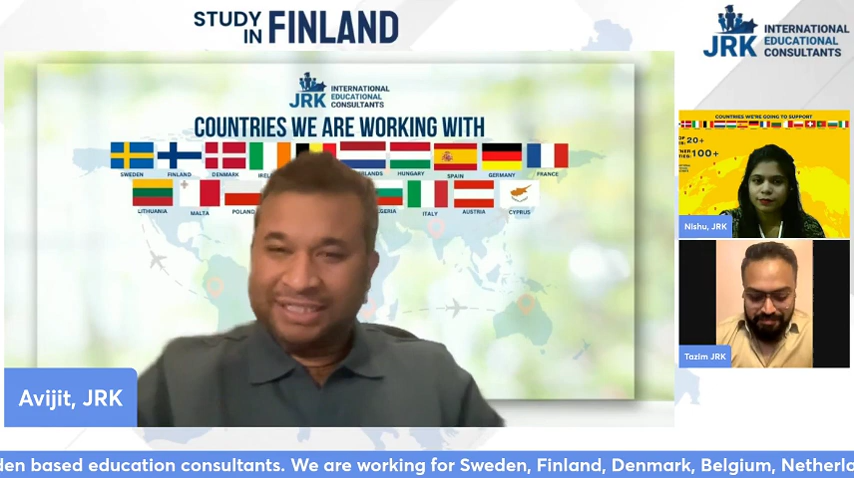 STUDY IN FINLAND
JRK INTERNATIONAL EDUCATIONAL CONSULTANTS
JRK INTERNATIONAL EDUCATIONAL CONSULTANTS
COUNTRIES WE ARE WORKING WITH
SWEDEN FINLAND DENMARK HUNGARY SPAIN GERMANY FRANCE
LITHUANIA MALTA POLAND ITALY AUSTRIA CYPRUS
COUNTRIES WE'RE GOING TO SUPPORT
20+
100+
Nishu, JRK
Tazim JRK
Avijit, JRK
based education consultants. We are working for Sweden, Finland, Denmark, Belgium,